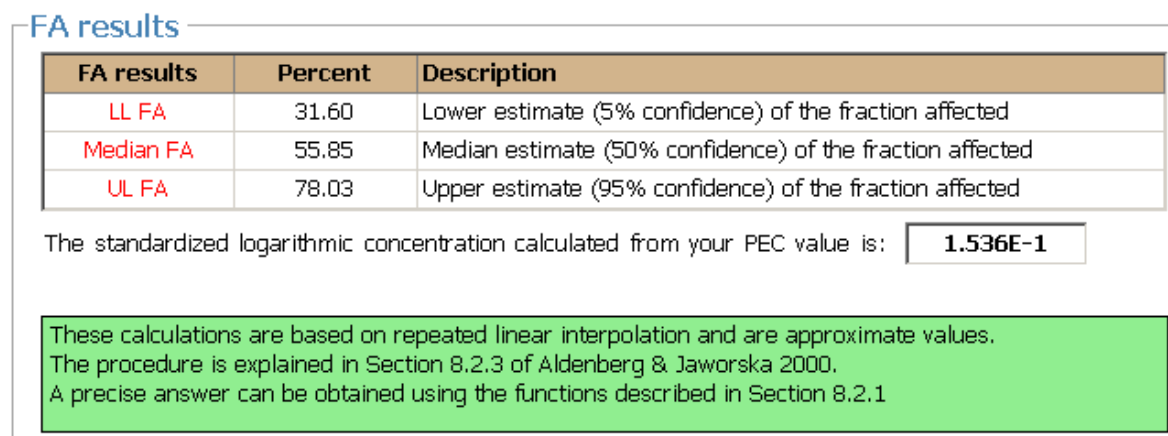 FA results
FA results Percent Description
LL FA 31.60 Lower estimate (5% confidence) of the fraction affected
Median FA 55.85 Median estimate (50% confidence) of the fraction affected
UL FA 78.03 Upper estimate (95% confidence) of the fraction affected
The standardized logarithmic concentration calculated from your PEC value is: 1.536E-1
These calculations are based on repeated linear interpolation and are approximate values.
The procedure is explained in Section 8.2.3 of Aldenberg & Jaworska 2000.
A precise answer can be obtained using the functions described in Section 8.2.1